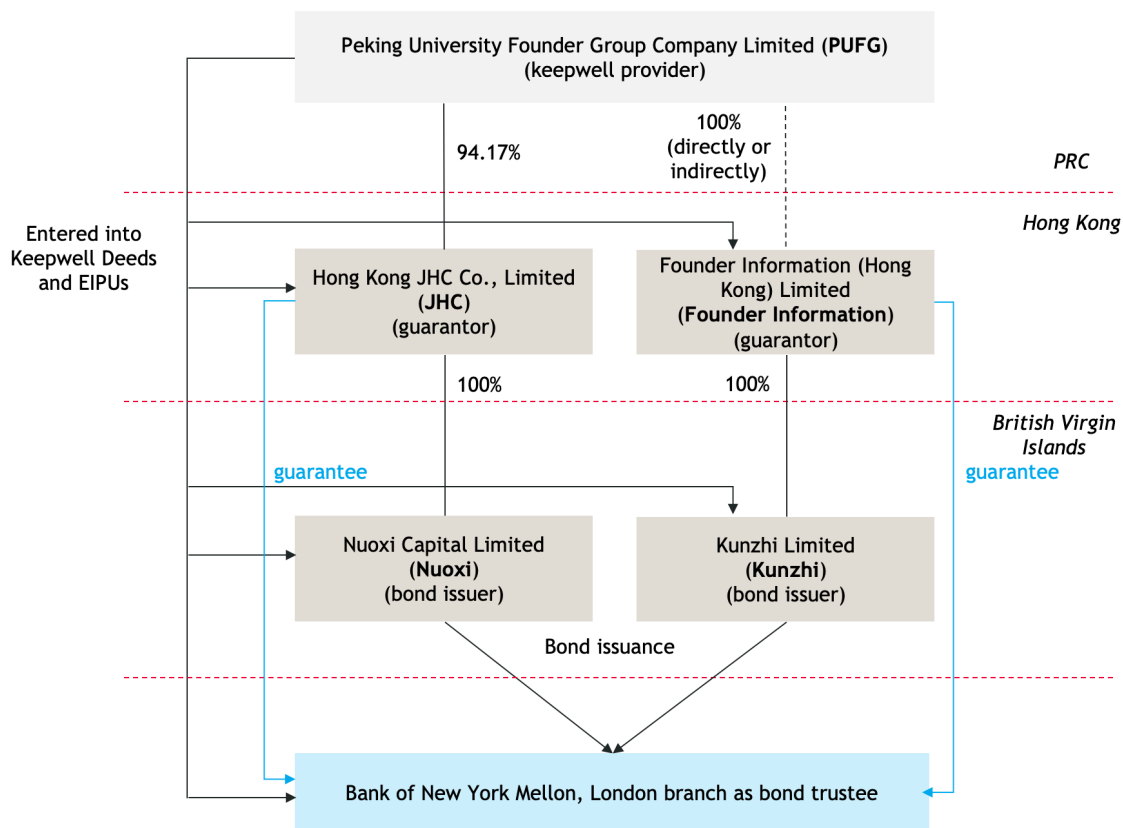 Peking University Founder Group Company Limited (PUFG)
(keepwell provider)
94.17%
100%
(directly or
indirectly)
PRC
Hong Kong
Entered into
Keepwell Deeds
and EIPUs
Hong Kong JHC Co., Limited
(JHC)
(guarantor)
Founder Information (Hong
Kong) Limited
(Founder Information)
(guarantor)
100%
100%
British Virgin
Islands
guarantee
guarantee
Nuoxi Capital Limited
(Nuoxi)
(bond issuer)
Kunzhi Limited
(Kunzhi)
(bond issuer)
Bond issuance
Bank of New York Mellon, London branch as bond trustee